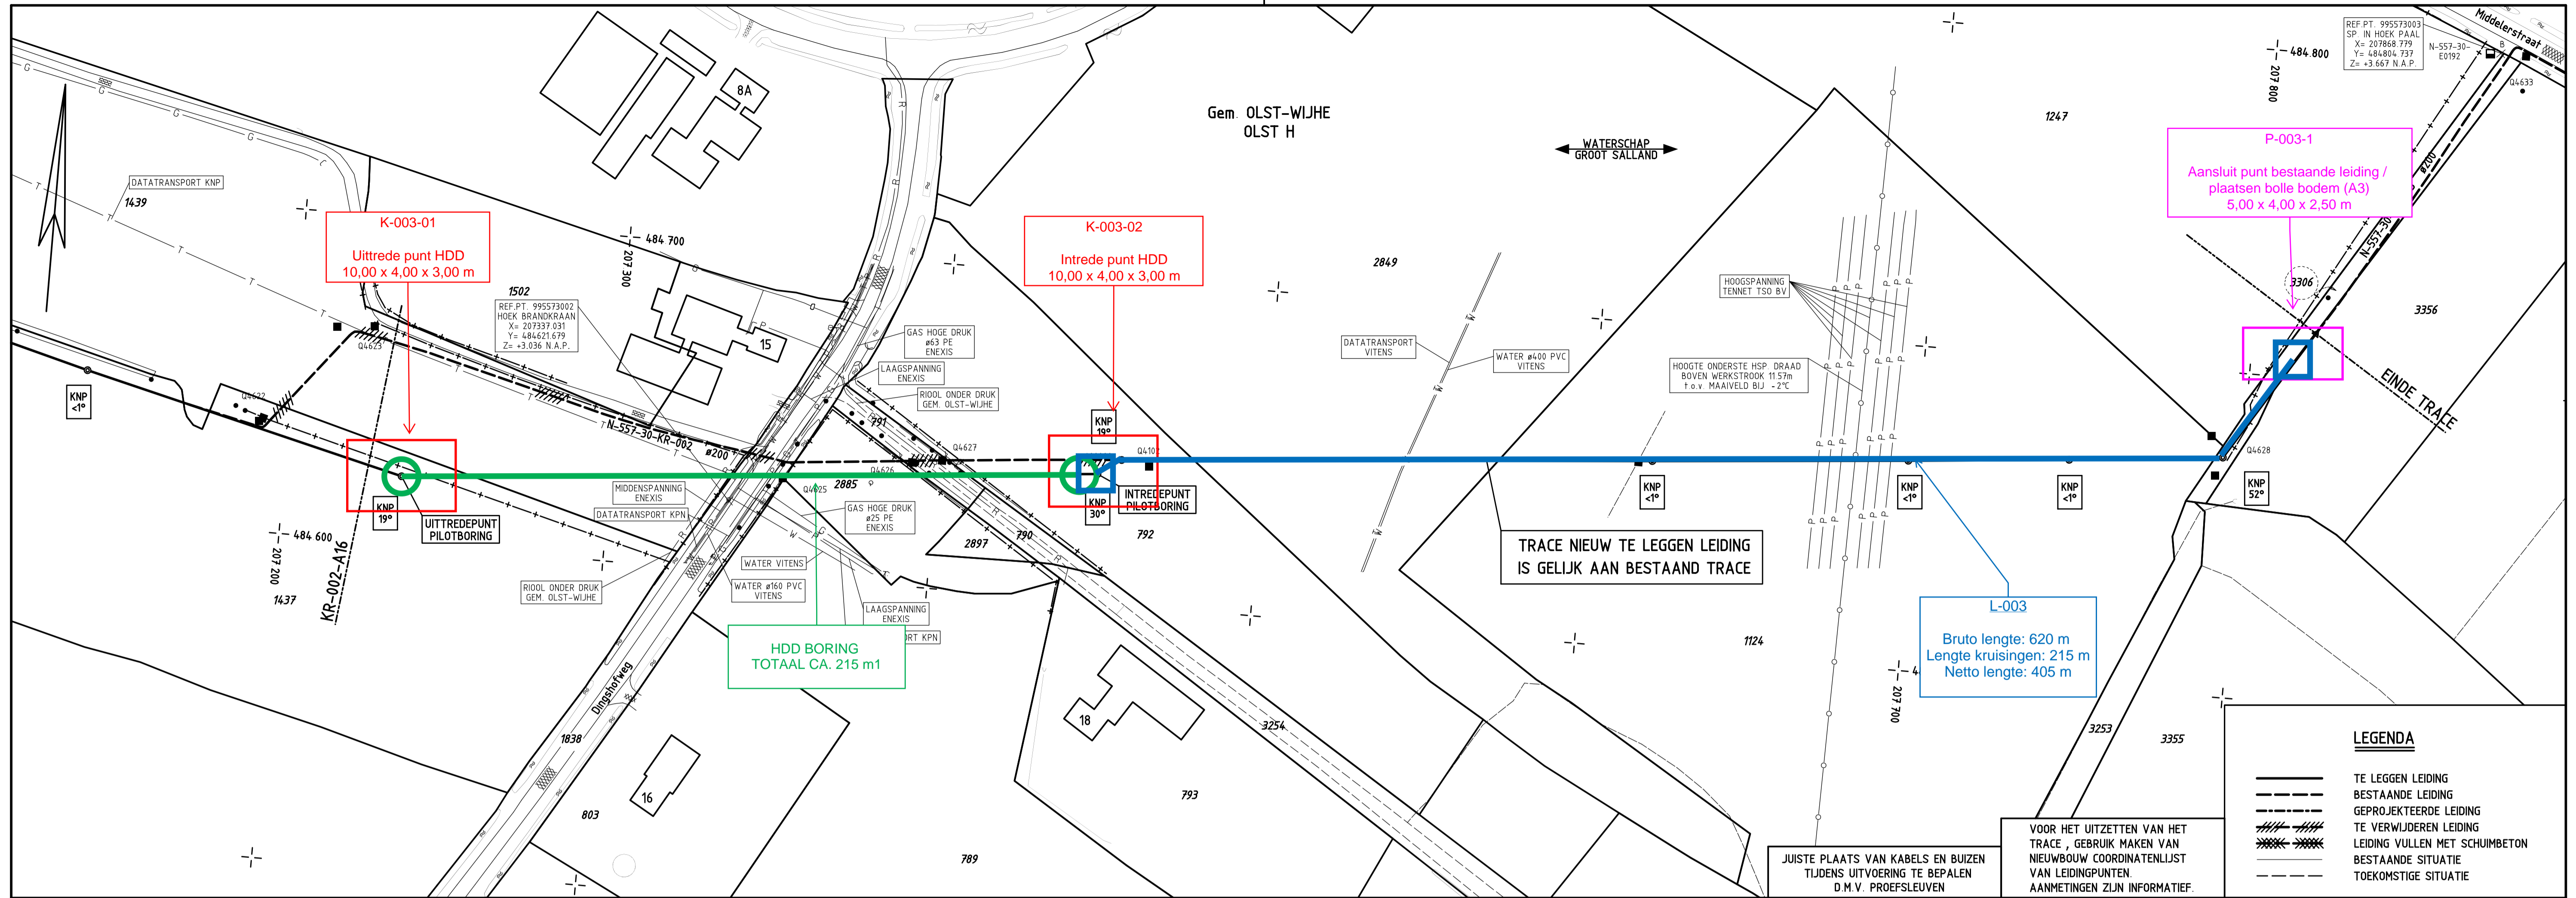 8A
Gem. OLST-WIJHE
OLST H
WATERSCHAP
GROOT SALLAND
1247
484.800
207 800
REF.PT. 995573003
SP. IN HOEK PAAL
X= 207868.779
Y= 484804.737
Z= +3.667 N.A.P.
N-557-30-
E0192
Middelerstraat
B
Q4633
ø200
N-557-30
P-003-1
Aansluit punt bestaande leiding /
plaatsen bolle bodem (A3)
5,00 x 4,00 x 2,50 m
3306
3356
EINDE TRACE
DATATRANSPORT KNP
1439
K-003-01
Uittrede punt HDD
10,00 x 4,00 x 3,00 m
484 700
207 300
1502
REF.PT. 995573002
HOEK BRANDKRAAN
X= 207337.031
Y= 484621.679
Z= +3.036 N.A.P.
15
GAS HOGE DRUK
ø63 PE
ENEXIS
LAAGSPANNING
ENEXIS
RIOOL ONDER DRUK
GEM. OLST-WIJHE
K-003-02
Intrede punt HDD
10,00 x 4,00 x 3,00 m
2849
DATATRANSPORT
VITENS
WATER ø400 PVC
VITENS
HOOGSPANNING
TENNET TSO BV
HOOGTE ONDERSTE HSP. DRAAD
BOVEN WERKSTROOK 11.57m
t o.v. MAAIVELD BIJ -2°C
KNP
<1°
Q4622
Q4623
N-557-30-KR-002
ø200
791
Q4627
Q4626
Q4625
2885
KNP
19°
Q410
KNP
30°
INTREDEPUNT
PILOTBORING
KNP
19°
UITTREDEPUNT
PILOTBORING
MIDDENSPANNING
ENEXIS
DATATRANSPORT KPN
GAS HOGE DRUK
ø25 PE
ENEXIS
WATER VITENS
WATER ø160 PVC
VITENS
LAAGSPANNING
ENEXIS
RT KPN
RIOOL ONDER DRUK
GEM. OLST-WIJHE
484 600
207 200
1437
KR-002-A16
2897
790
792
KNP
<1°
KNP
<1°
KNP
<1°
KNP
52°
Q4628
TRACE NIEUW TE LEGGEN LEIDING
IS GELIJK AAN BESTAAND TRACE
HDD BORING
TOTAAL CA. 215 m1
L-003
Bruto lengte: 620 m
Lengte kruisingen: 215 m
Netto lengte: 405 m
1124
207 700
Dingshofweg
1838
16
803
18
793
789
3254
3253
3355
JUISTE PLAATS VAN KABELS EN BUIZEN
TIJDENS UITVOERING TE BEPALEN
D.M.V. PROEFSLEUVEN
VOOR HET UITZETTEN VAN HET
TRACE , GEBRUIK MAKEN VAN
NIEUWBOUW COORDINATENLIJST
VAN LEIDINGPUNTEN.
AANMETINGEN ZIJN INFORMATIEF.
LEGENDA
TE LEGGEN LEIDING
BESTAANDE LEIDING
GEPROJEKTEERDE LEIDING
TE VERWIJDEREN LEIDING
LEIDING VULLEN MET SCHUIMBETON
BESTAANDE SITUATIE
TOEKOMSTIGE SITUATIE